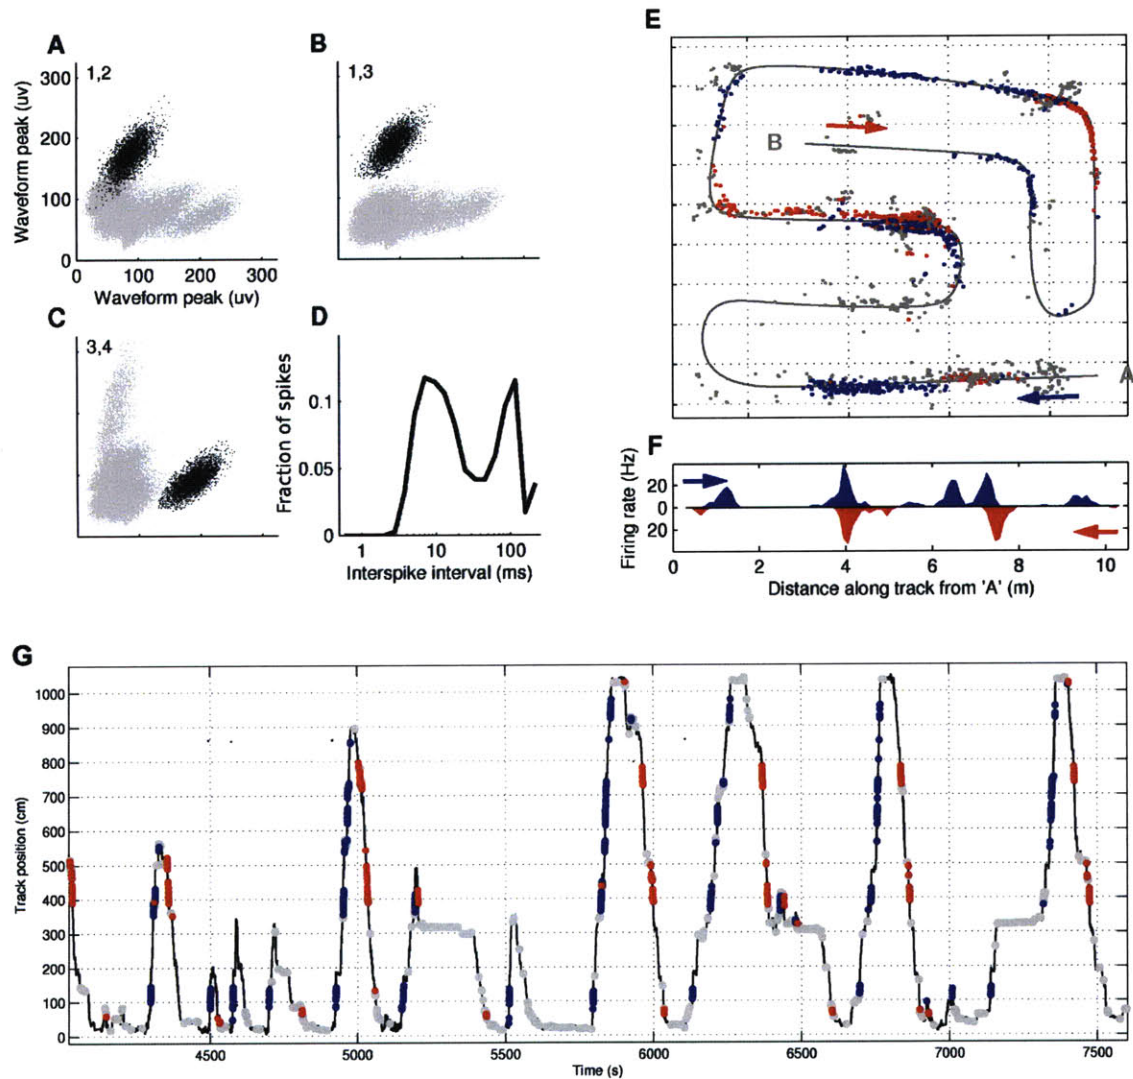 A
1,2
Waveform peak (uv)
300
200
100
0
0 100 200 300
Waveform peak (uv)
B
1,3
C
3,4
D
Fraction of spikes
0.1
0.05
0
1 10 100
Interspike interval (ms)
E
B
A
F
Firing rate (Hz)
20
0
20
0 2 4 6 8 10
Distance along track from 'A' (m)
G
Track position (cm)
1000
900
800
700
600
500
400
300
200
100
0
4500 5000 5500 6000 6500 7000 7500
Time (s)